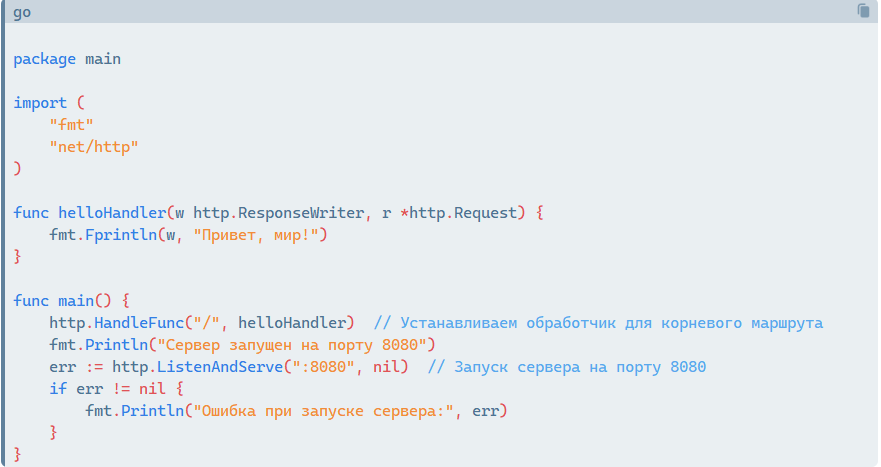 go
package main
import (
    "fmt"
    "net/http"
)
func helloHandler(w http.ResponseWriter, r *http.Request) {
    fmt.Fprintln(w, "Привет, мир!")
}
func main() {
    http.HandleFunc("/", helloHandler)  // Устанавливаем обработчик для корневого маршрута
    fmt.Println("Сервер запущен на порту 8080")
    err := http.ListenAndServe(":8080", nil)  // Запуск сервера на порту 8080
    if err != nil {
        fmt.Println("Ошибка при запуске сервера:", err)
    }
}